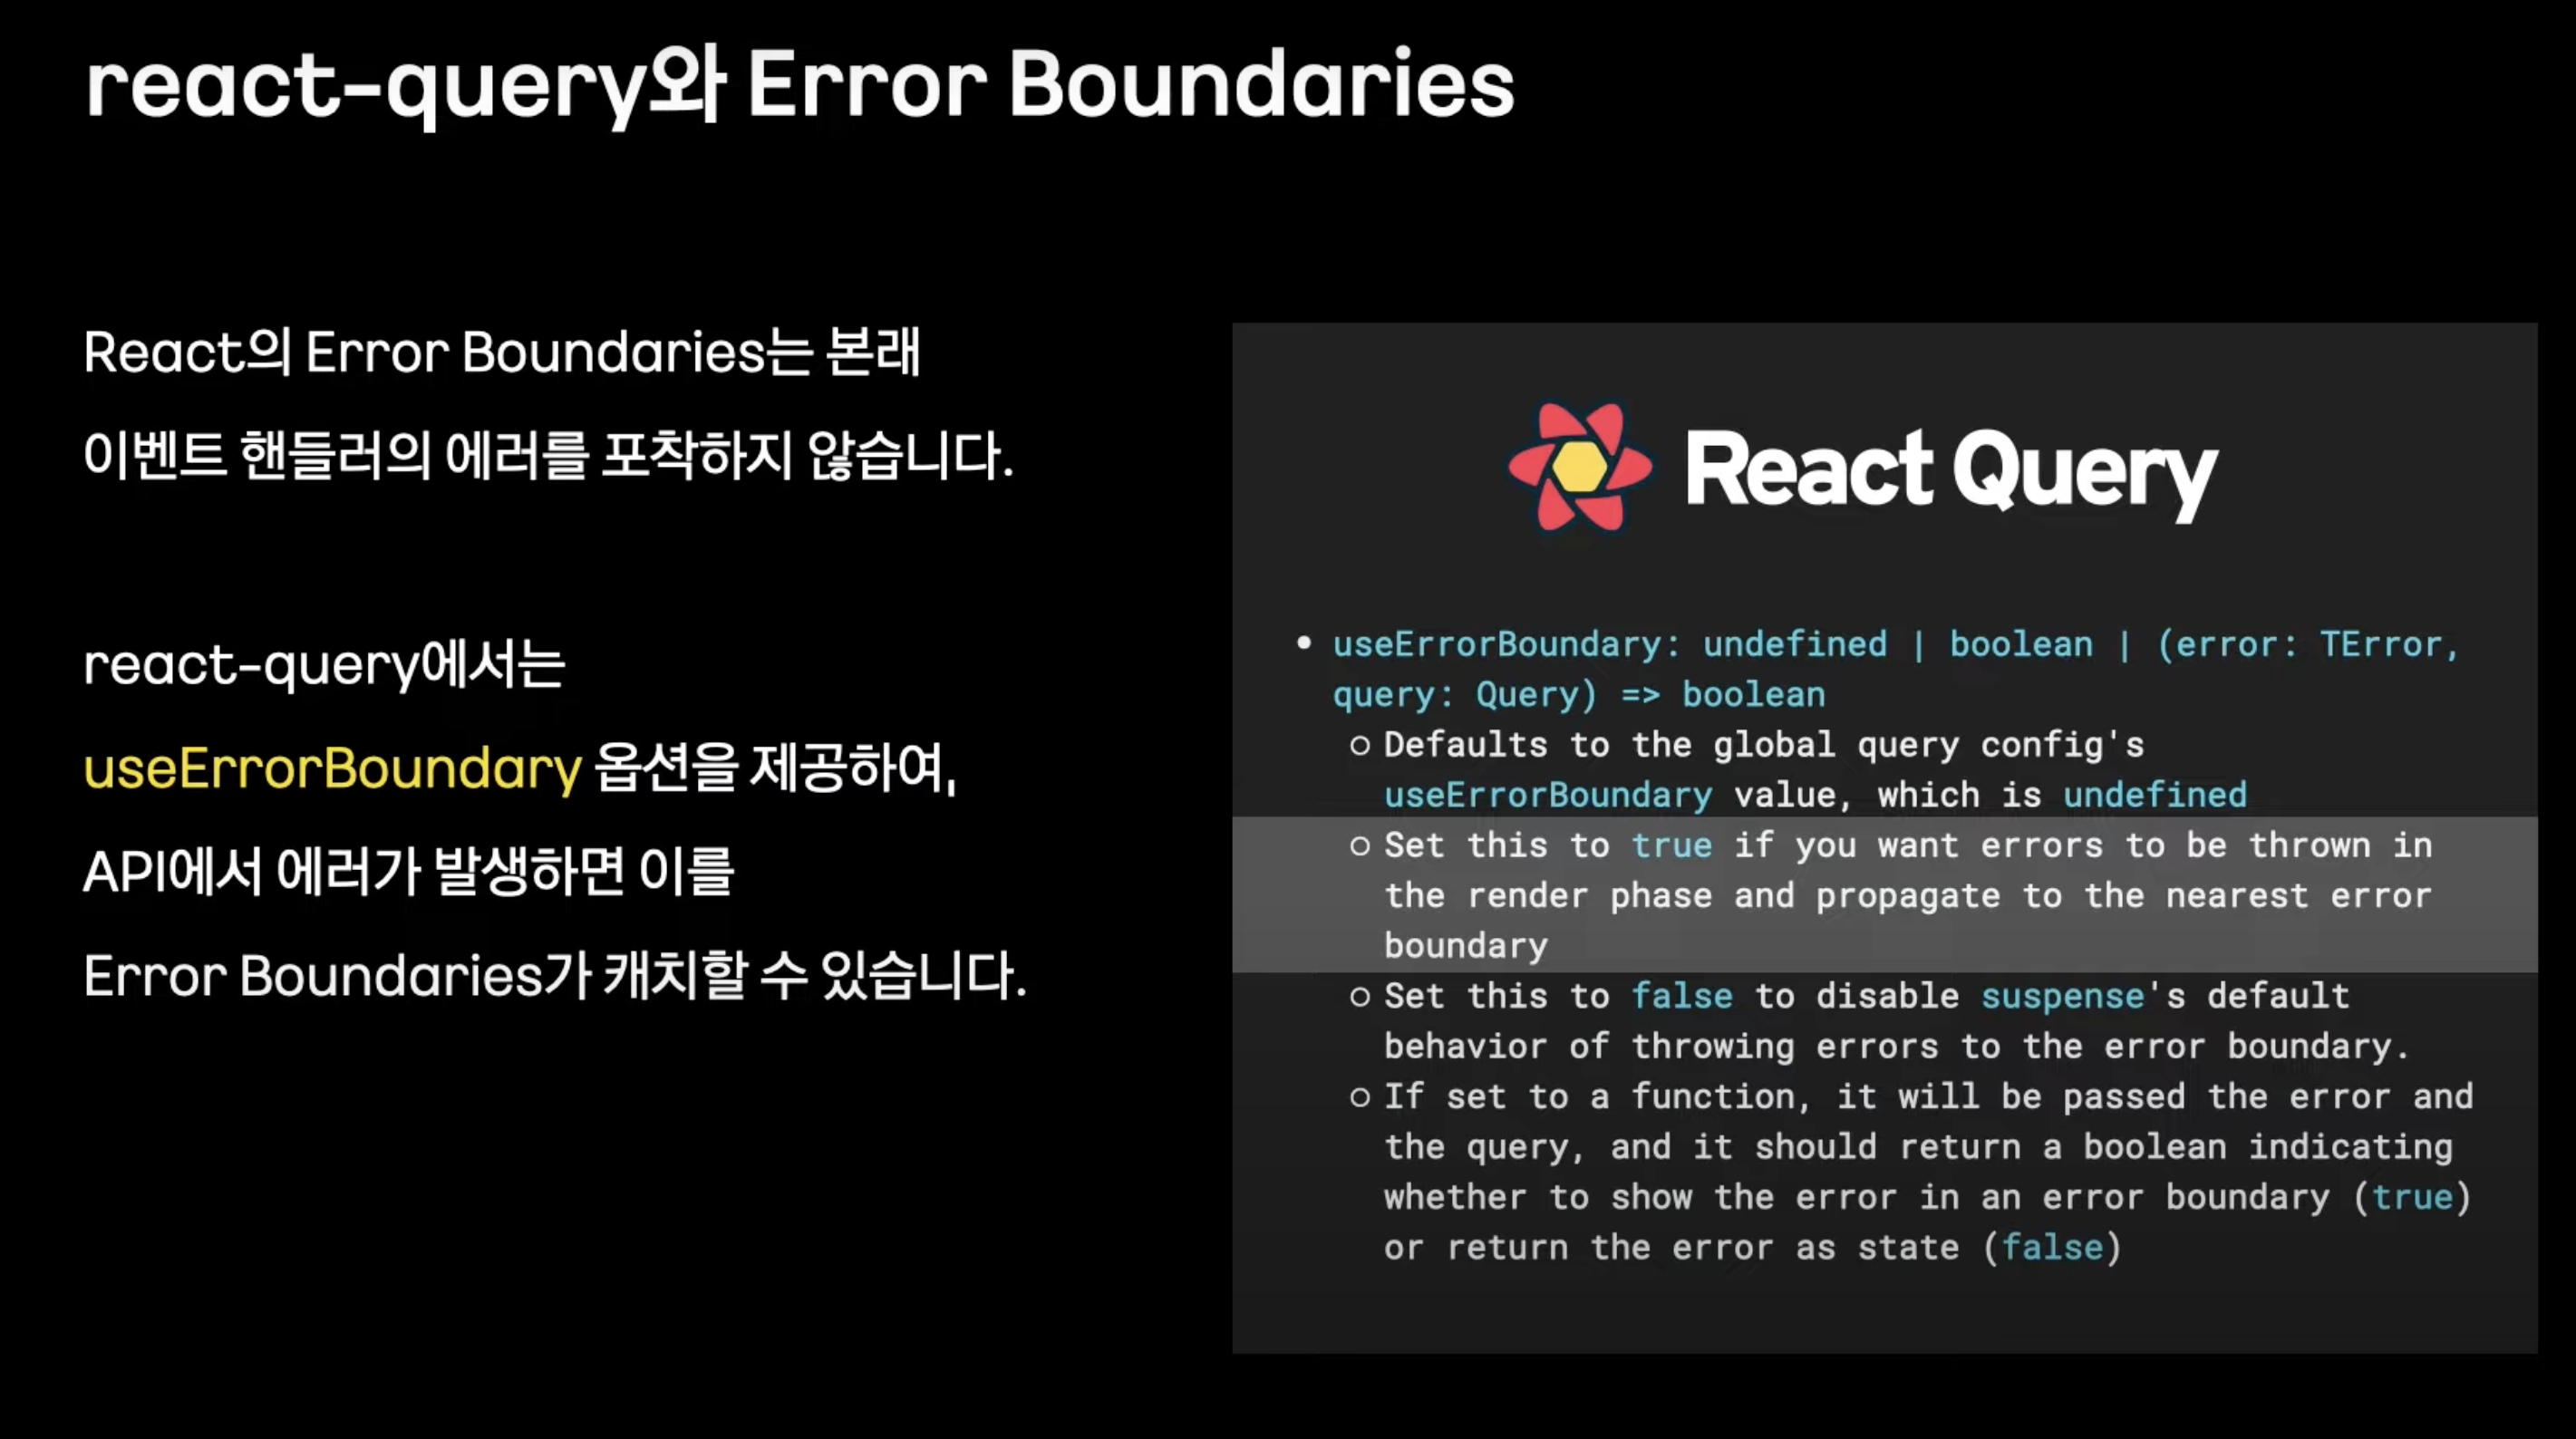 react-query와 Error Boundaries
React의 Error Boundaries는 본래
이벤트 핸들러의 에러를 포착하지 않습니다.
react-query에서는
useErrorBoundary 옵션을 제공하여,
API에서 에러가 발생하면 이를
Error Boundaries가 캐치할 수 있습니다.
React Query
• useErrorBoundary: undefined | boolean | (error: TError,
query: Query) => boolean
○ Defaults to the global query config's
useErrorBoundary value, which is undefined
○ Set this to true if you want errors to be thrown in
the render phase and propagate to the nearest error
boundary
○ Set this to false to disable suspense's default
behavior of throwing errors to the error boundary.
○ If set to a function, it will be passed the error and
the query, and it should return a boolean indicating
whether to show the error in an error boundary (true)
or return the error as state (false)